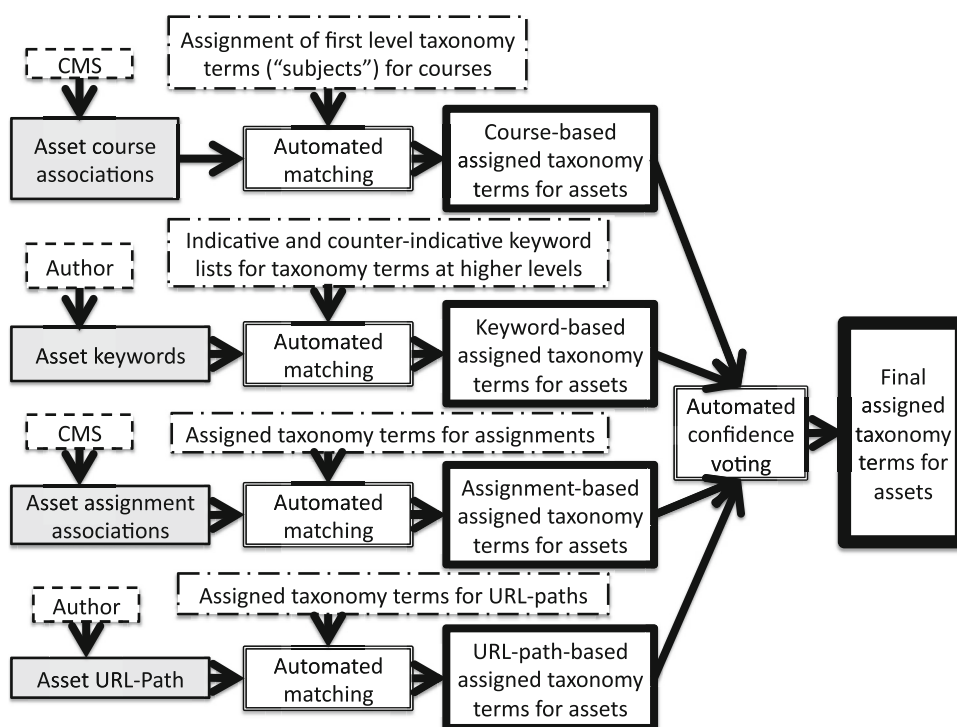 CMS
Assignment of first level taxonomy
terms (“subjects”) for courses
Asset course
associations
Automated
matching
Course-based
assigned taxonomy
terms for assets
Author
Indicative and counter-indicative keyword
lists for taxonomy terms at higher levels
Asset keywords
Automated
matching
Keyword-based
assigned taxonomy
terms for assets
CMS
Assigned taxonomy terms for assignments
Asset assignment
associations
Automated
matching
Assignment-based
assigned taxonomy
terms for assets
Author
Assigned taxonomy terms for URL-paths
Asset URL-Path
Automated
matching
URL-path-based
assigned taxonomy
terms for assets
Automated
confidence
voting
Final
assigned
taxonomy
terms for
assets